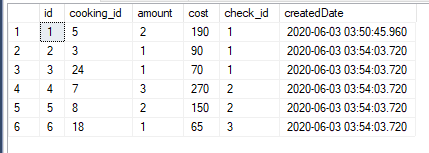 id cooking_id amount cost check_id createdDate
1 1 5 2 190 1 2020-06-03 03:50:45.960
2 2 3 1 90 1 2020-06-03 03:54:03.720
3 3 24 1 70 1 2020-06-03 03:54:03.720
4 4 7 3 270 2 2020-06-03 03:54:03.720
5 5 8 2 150 2 2020-06-03 03:54:03.720
6 6 18 1 65 3 2020-06-03 03:54:03.720